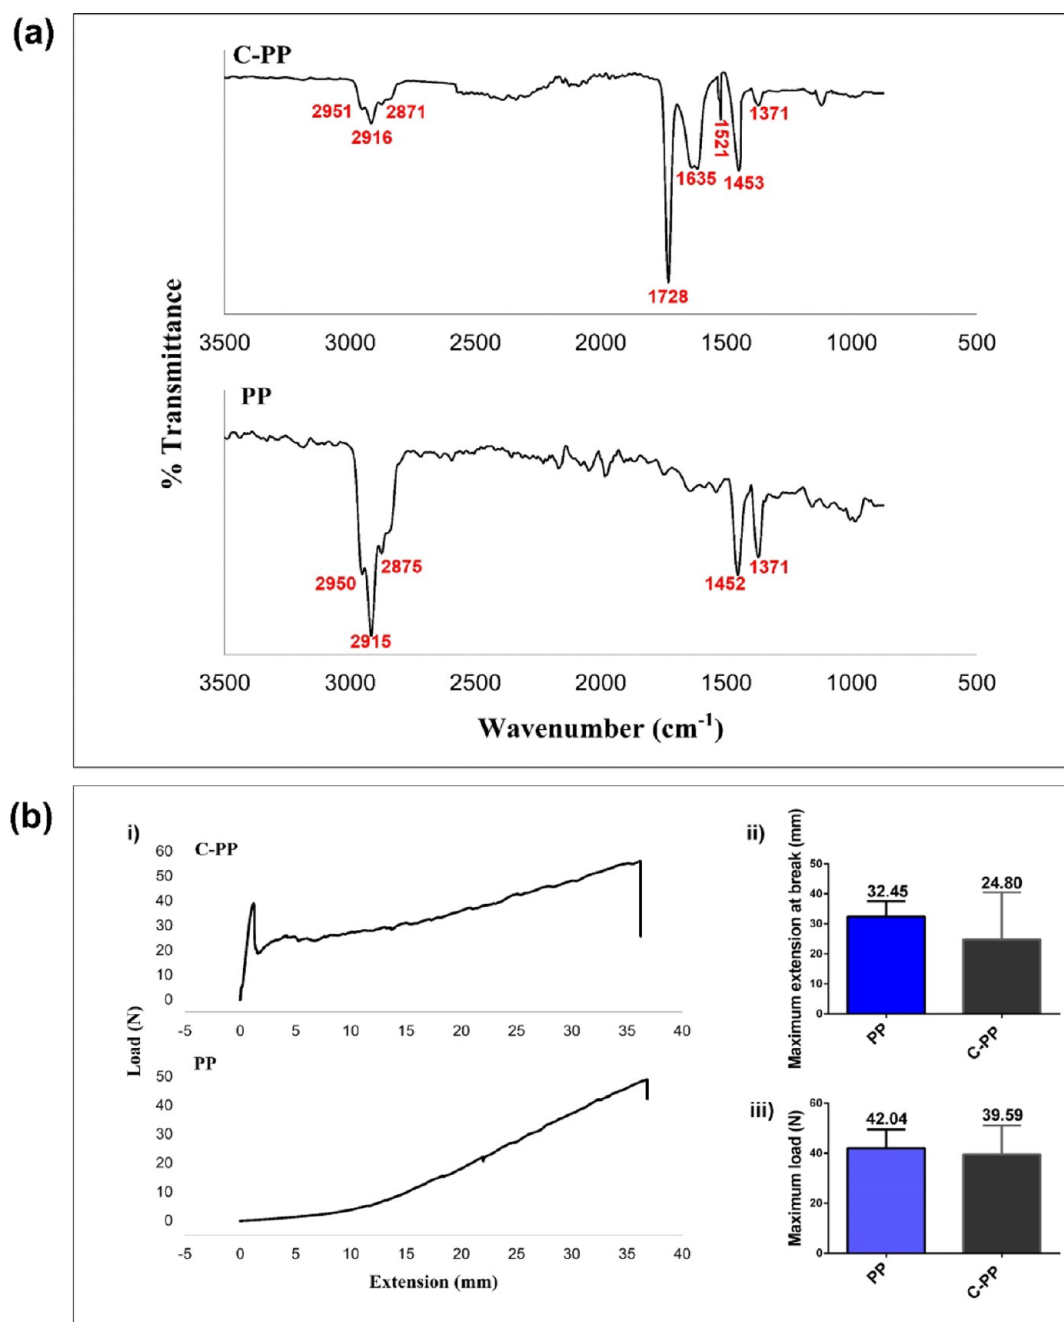 (a)
C-PP
2951
2871
2916
1728
1635
1521
1453
1371
3500 3000 2500 2000 1500 1000 500
% Transmittance
PP
2950
2875
2915
1452
1371
3500 3000 2500 2000 1500 1000 500
Wavenumber (cm-1)
(b)
i)
C-PP
60
50
40
30
20
10
0
-5 0 5 10 15 20 25 30 35 40
Load (N)
PP
50
40
30
20
10
0
-5 0 5 10 15 20 25 30 35 40
Extension (mm)
ii)
Maximum extension at break (mm)
50
40
30
20
10
0
32.45
24.80
PP
C-PP
iii)
Maximum load (N)
60
40
20
0
42.04
39.59
PP
C-PP